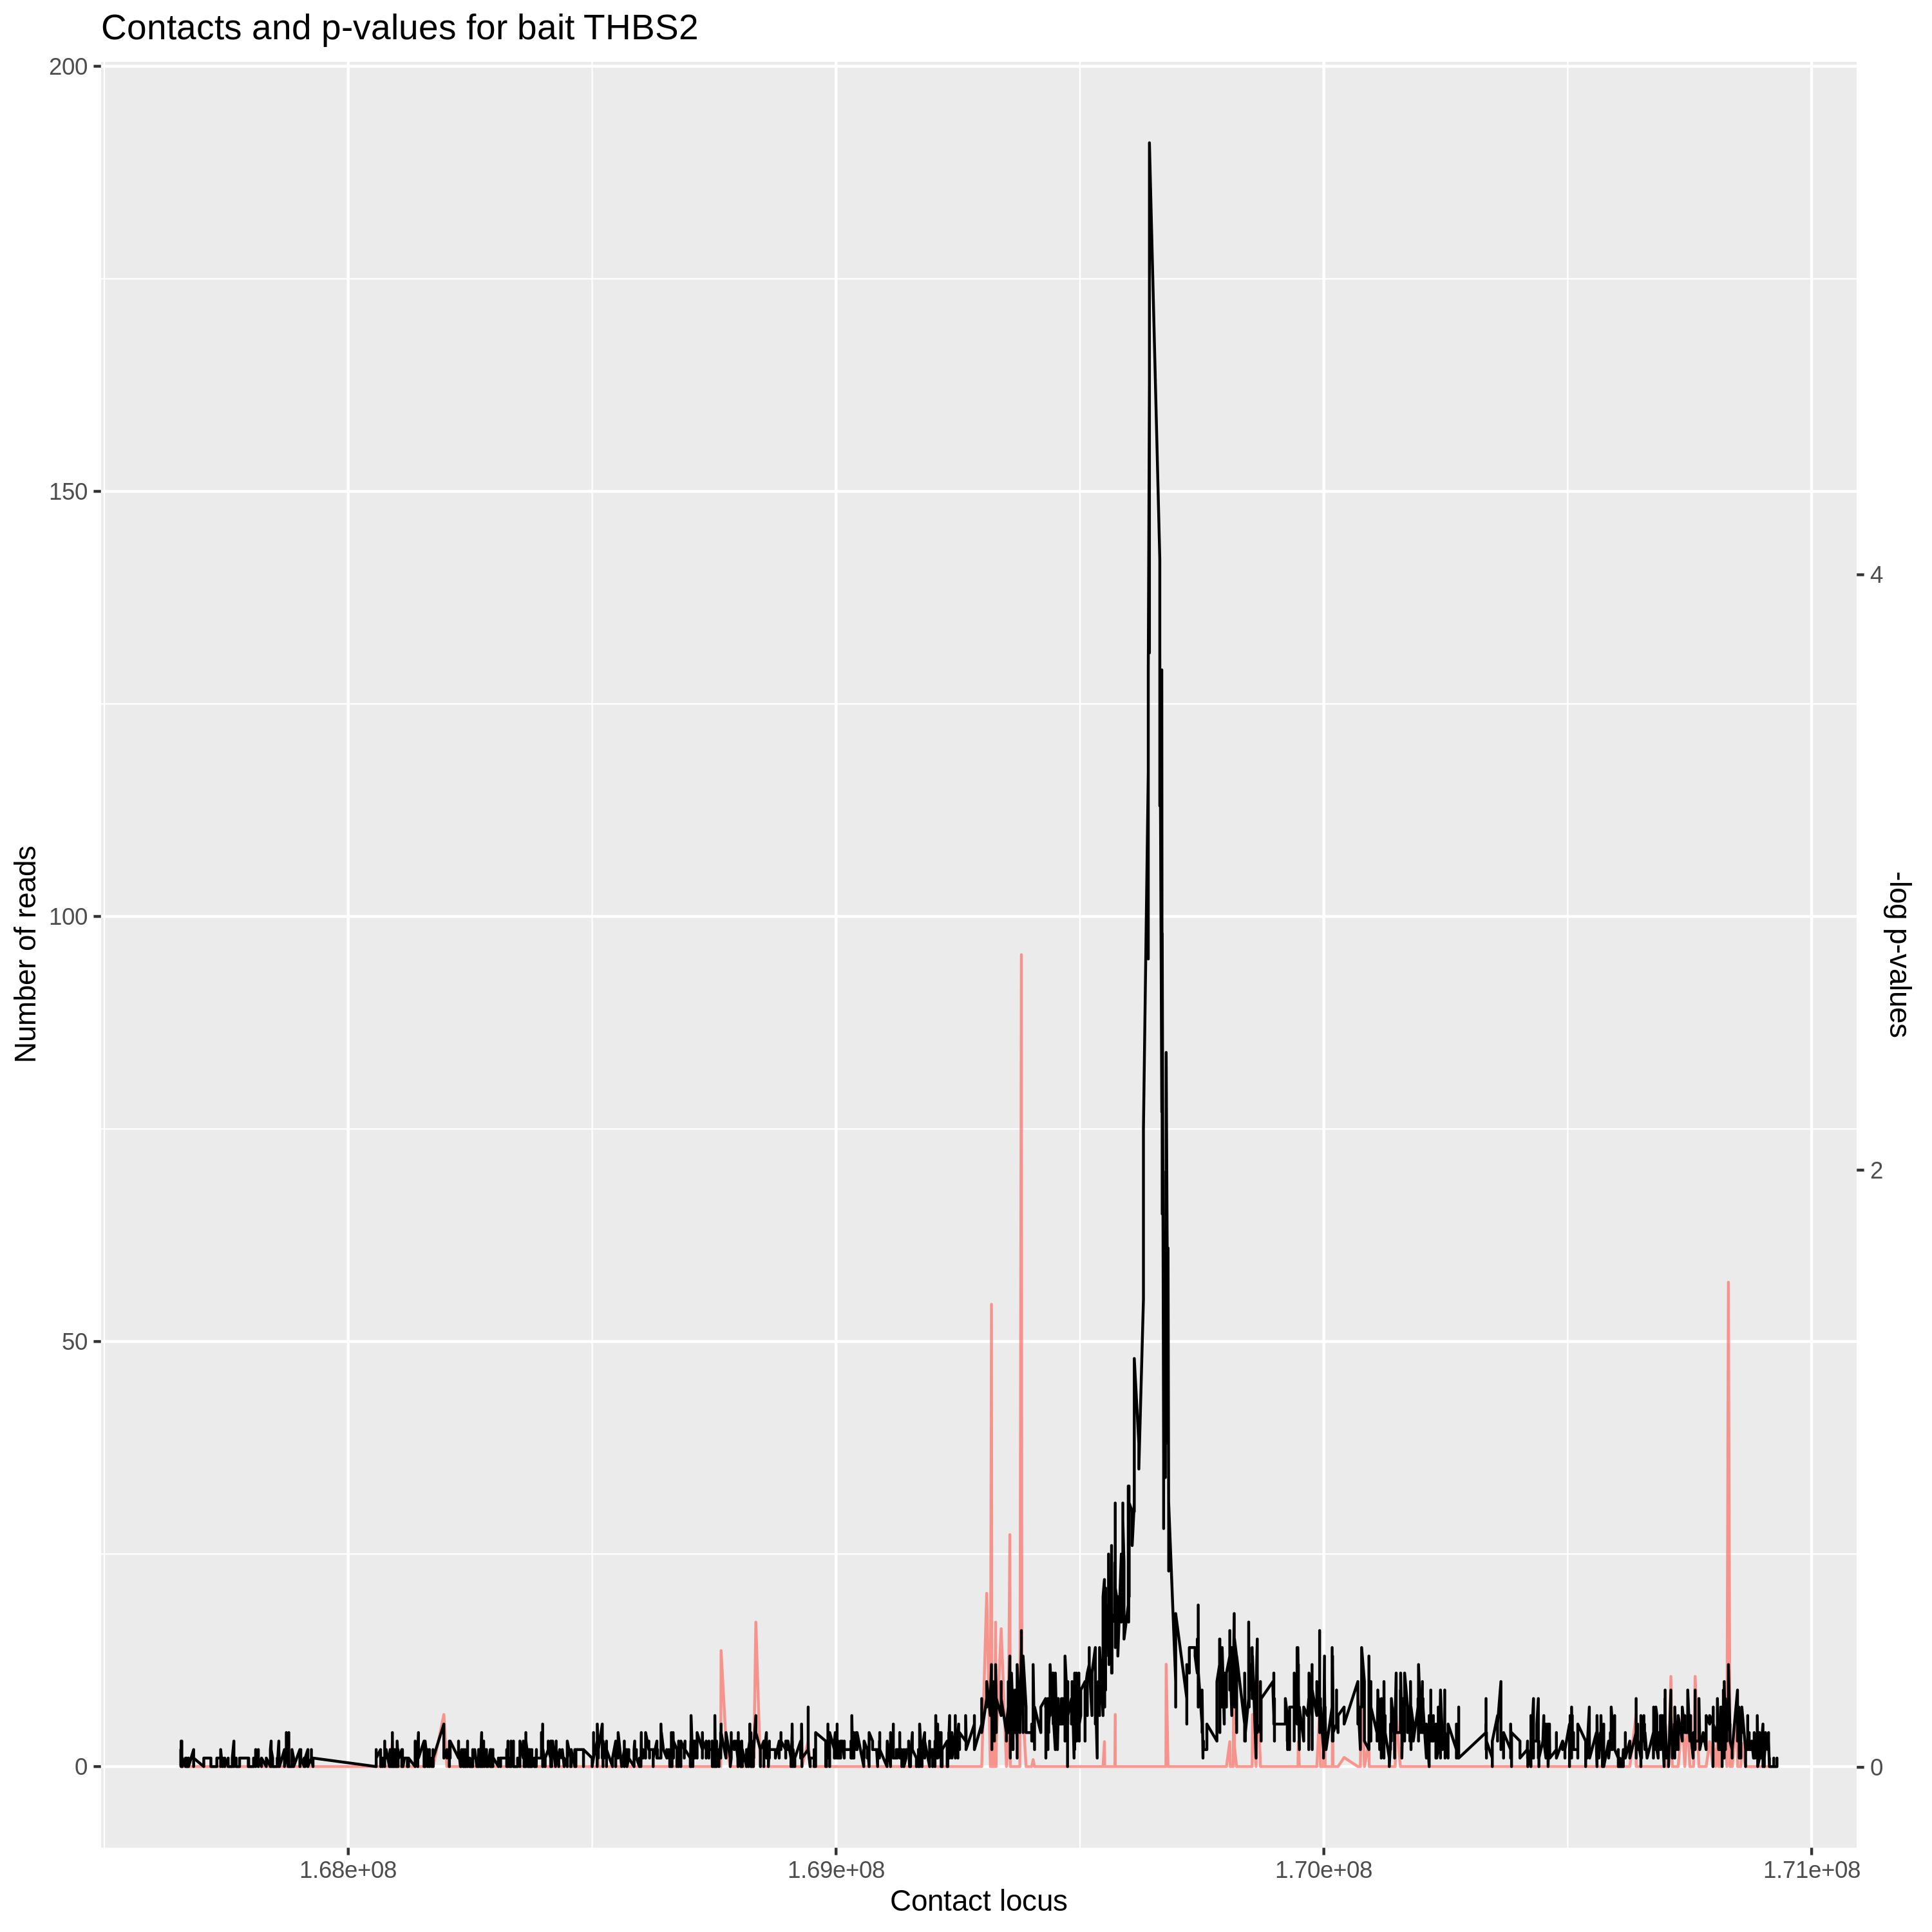 Contacts and p-values for bait THBS2
200
150
100
50
0
Number of reads
4
2
0
-log p-values
1.68e+08
1.69e+08
1.70e+08
1.71e+08
Contact locus